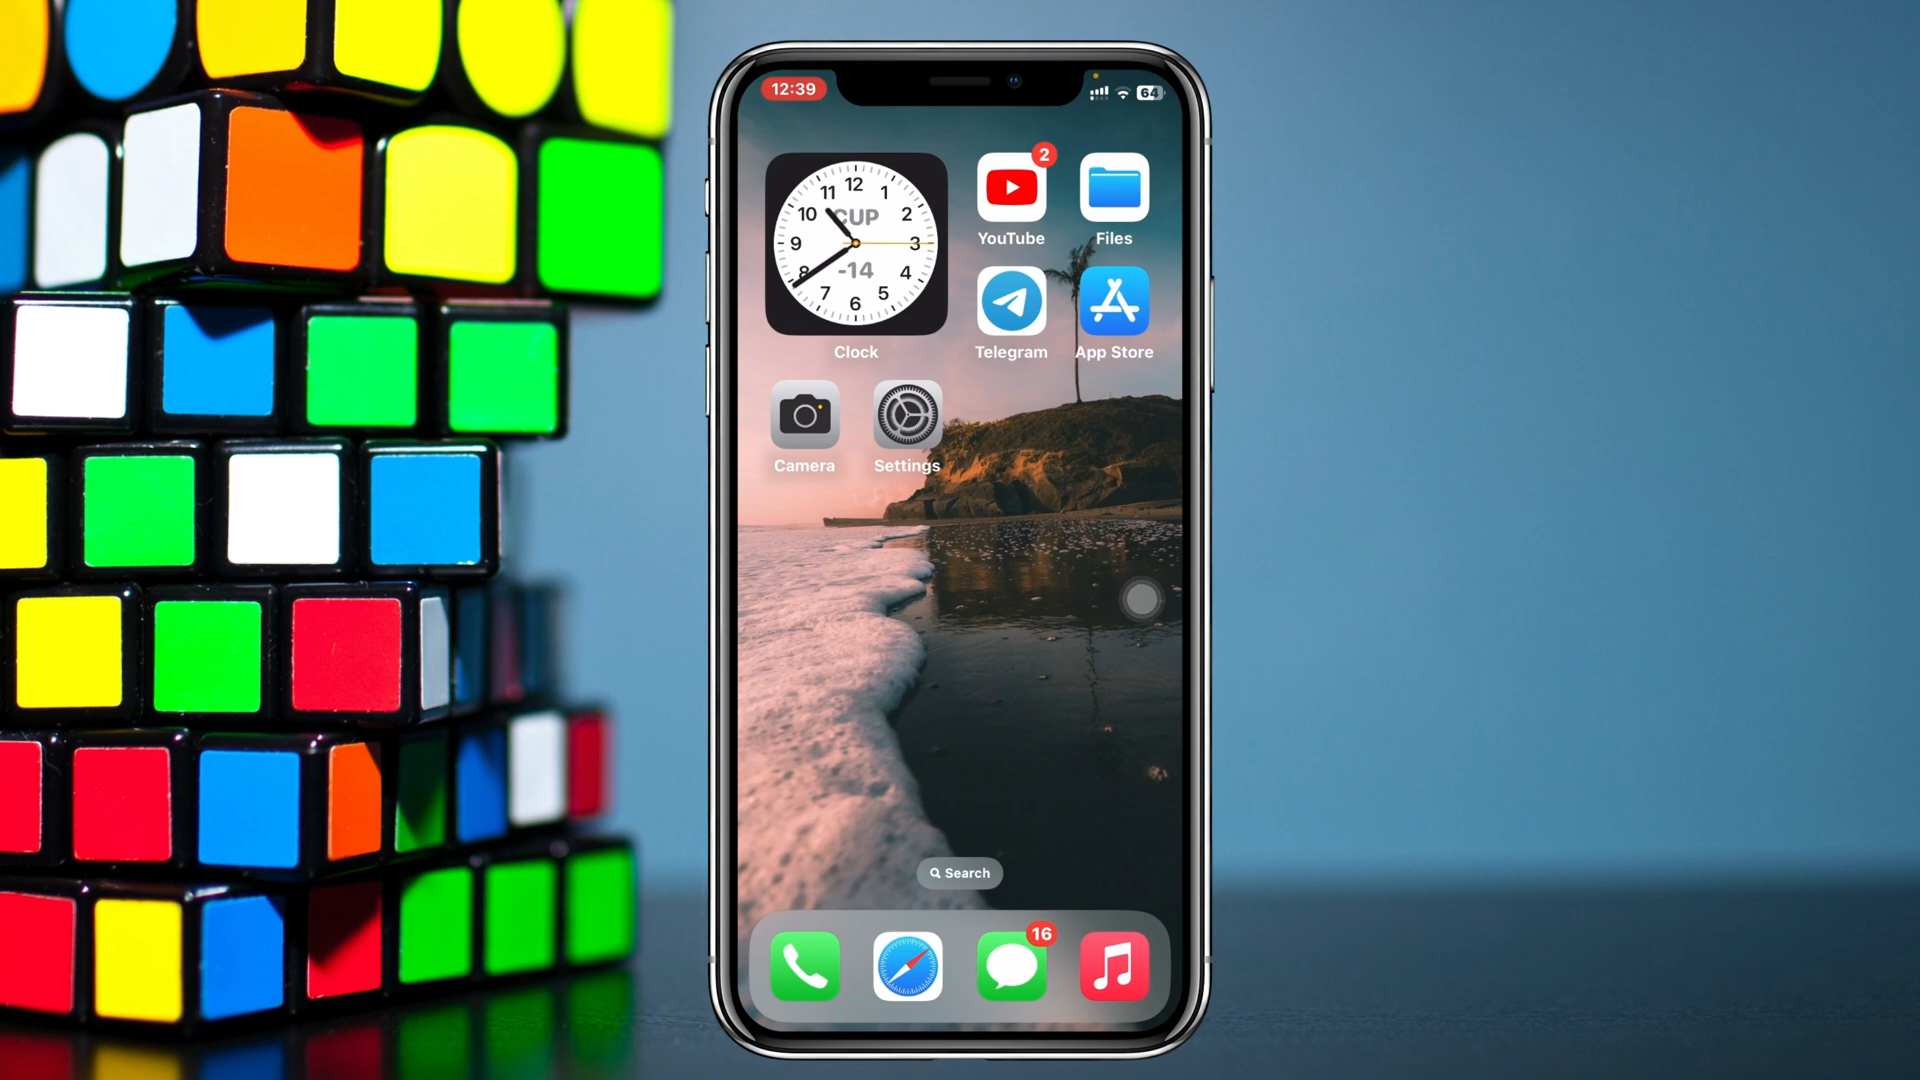 12:39
64
12
11 1
CUP
10 2
9 3
8 -14 4
7 5
6
Clock
2
YouTube
Files
Telegram
App Store
Camera
Settings
Search
16